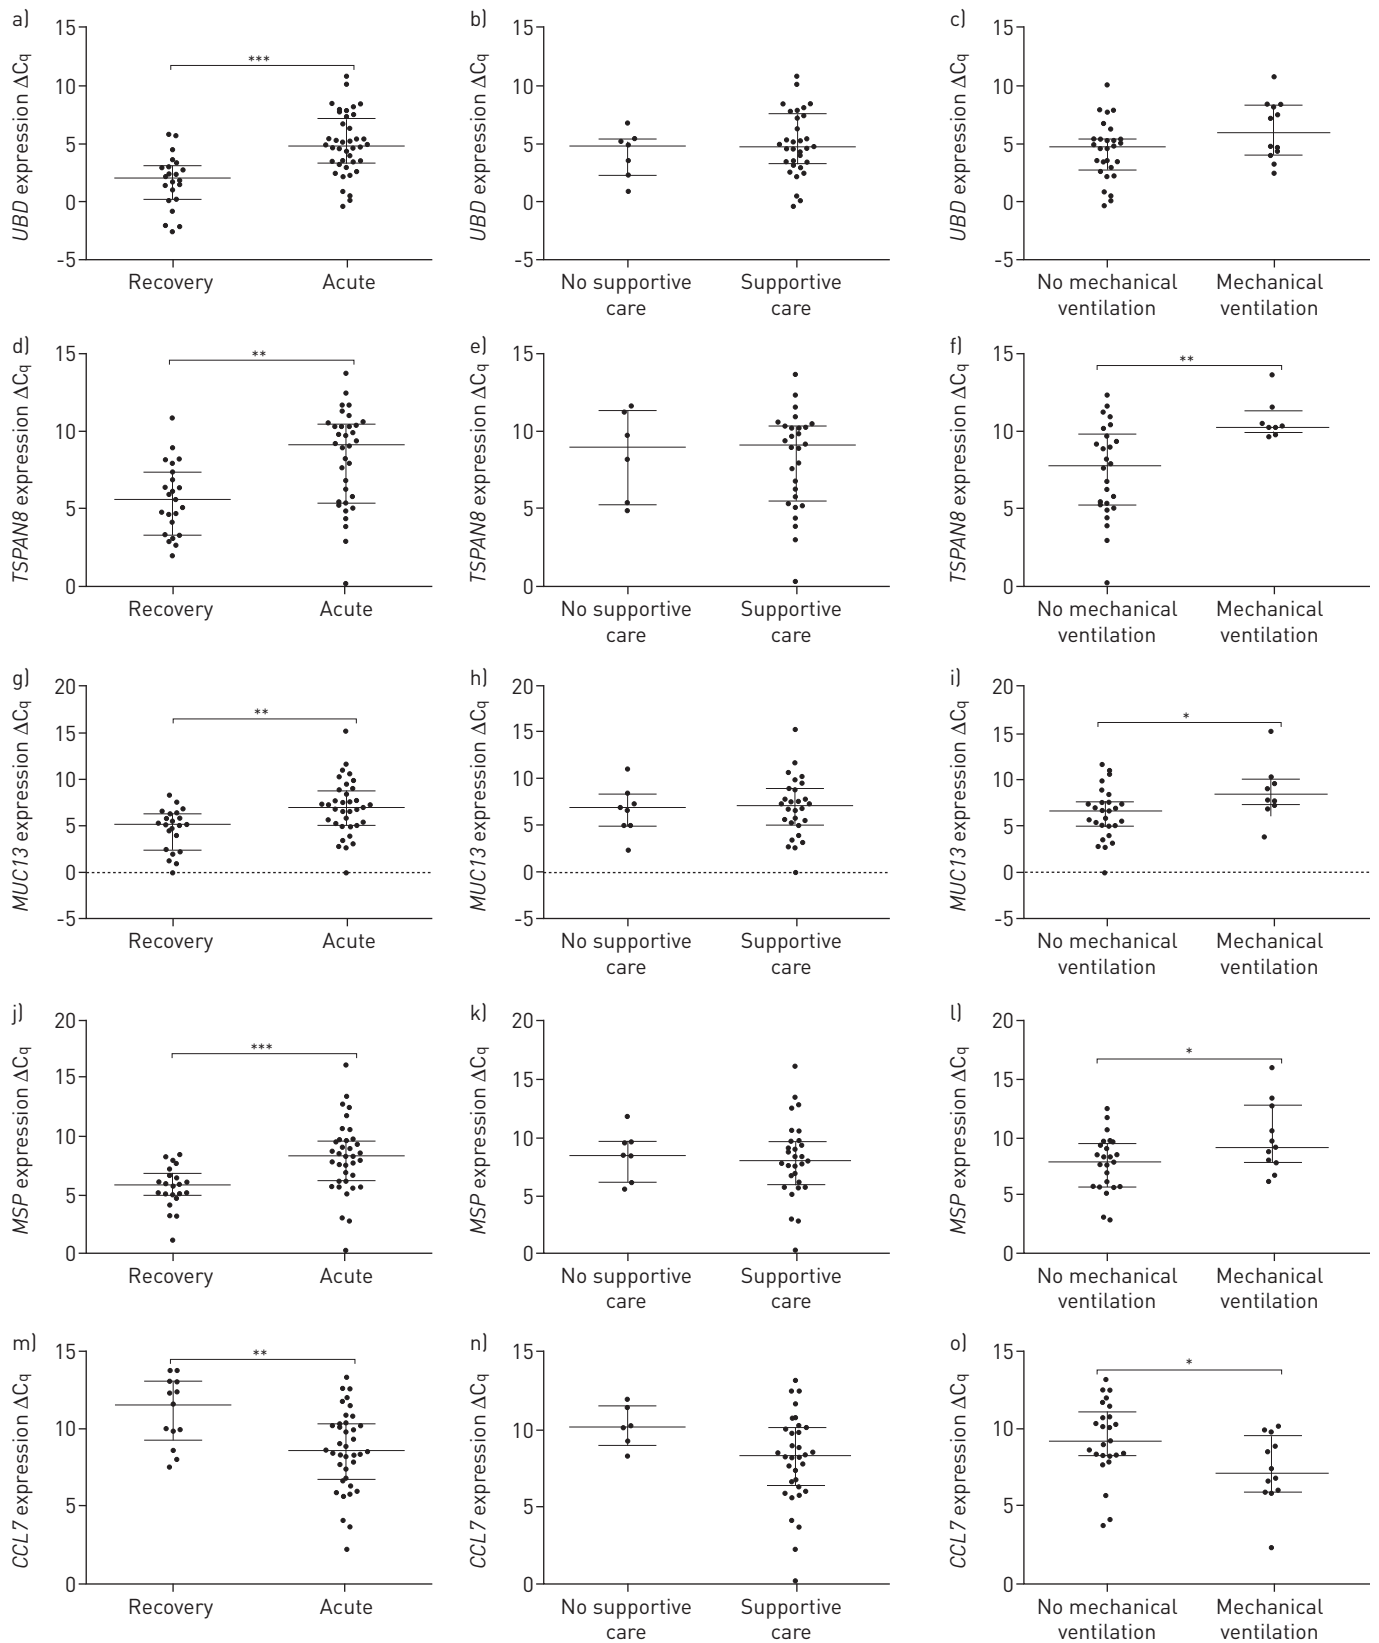 a) b) c)
UBD expression ΔCq
15
10
5
0
-5
***
Recovery Acute
UBD expression ΔCq
15
10
5
0
-5
No supportive care Supportive care
UBD expression ΔCq
15
10
5
0
-5
No mechanical ventilation Mechanical ventilation
d) e) f)
TSPAN8 expression ΔCq
15
10
5
0
**
Recovery Acute
TSPAN8 expression ΔCq
15
10
5
0
No supportive care Supportive care
TSPAN8 expression ΔCq
15
10
5
0
**
No mechanical ventilation Mechanical ventilation
g) h) i)
MUC13 expression ΔCq
20
15
10
5
0
-5
**
Recovery Acute
MUC13 expression ΔCq
20
15
10
5
0
-5
No supportive care Supportive care
MUC13 expression ΔCq
20
15
10
5
0
-5
*
No mechanical ventilation Mechanical ventilation
j) k) l)
MSP expression ΔCq
20
15
10
5
0
***
Recovery Acute
MSP expression ΔCq
20
15
10
5
0
No supportive care Supportive care
MSP expression ΔCq
20
15
10
5
0
*
No mechanical ventilation Mechanical ventilation
m) n) o)
CCL7 expression ΔCq
15
10
5
0
**
Recovery Acute
CCL7 expression ΔCq
15
10
5
0
No supportive care Supportive care
CCL7 expression ΔCq
15
10
5
0
*
No mechanical ventilation Mechanical ventilation